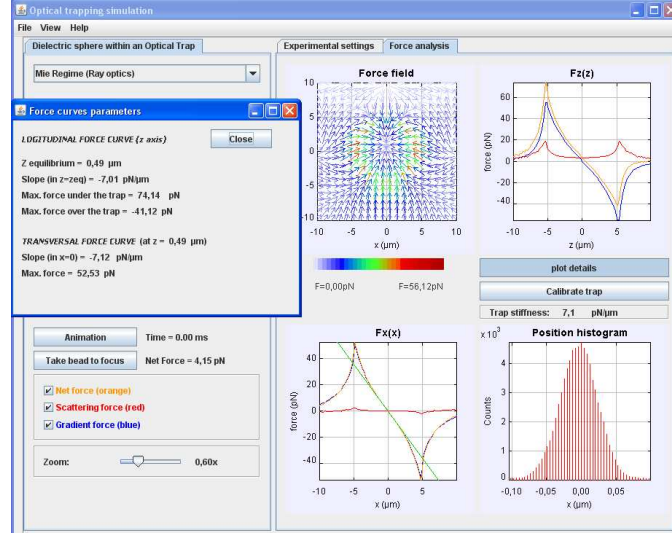 Optical trapping simulation
File View Help
Dielectric sphere within an Optical Trap
Mie Regime (Ray optics)
Force curves parameters
LOGITUDINAL FORCE CURVE (z axis)
Close
Z equilibrium = 0,49 µm
Slope (in z=zeq) = -7,01 pN/µm
Max. force under the trap = 74,14 pN
Max. force over the trap = -41,12 pN
TRANSVERSAL FORCE CURVE (at z = 0,49 µm)
Slope (in x=0) = -7,12 pN/µm
Max. force = 52,53 pN
Animation
Time = 0.00 ms
Take bead to focus
Net Force = 4,15 pN
Net force (orange)
Scattering force (red)
Gradient force (blue)
Zoom:
0,60x
Experimental settings
Force analysis
Force field
10
5
0
-5
-10
-10 -5 0 5 10
x (µm)
F=0,00pN
F=56,12pN
Fz(z)
force (pN)
60
40
20
0
-20
-40
-5 0 5
z (µm)
plot details
Calibrate trap
Trap stiffness: 7,1 pN/µm
Fx(x)
force (pN)
40
20
0
-20
-40
-10 -5 0 5
x (µm)
Position histogram
x 10³
Counts
4
3
2
1
0
-0,10 -0,05 0,00 0,05
x (µm)